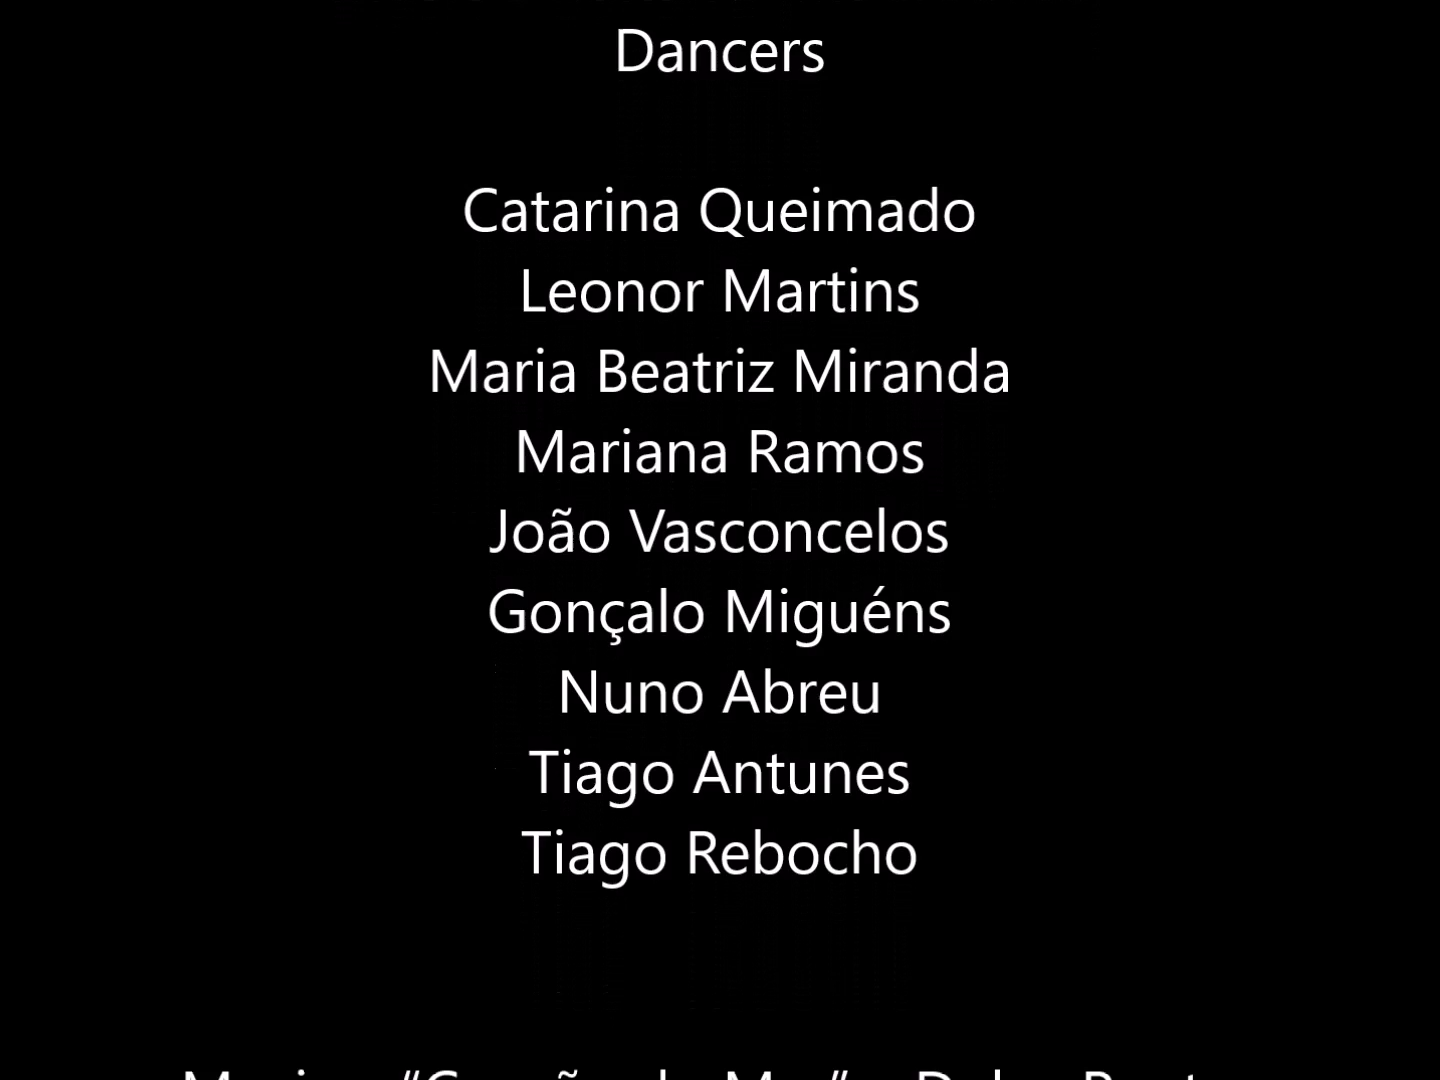 Dancers
Catarina Queimado
Leonor Martins
Maria Beatriz Miranda
Mariana Ramos
João Vasconcelos
Gonçalo Miguéns
Nuno Abreu
Tiago Antunes
Tiago Rebocho